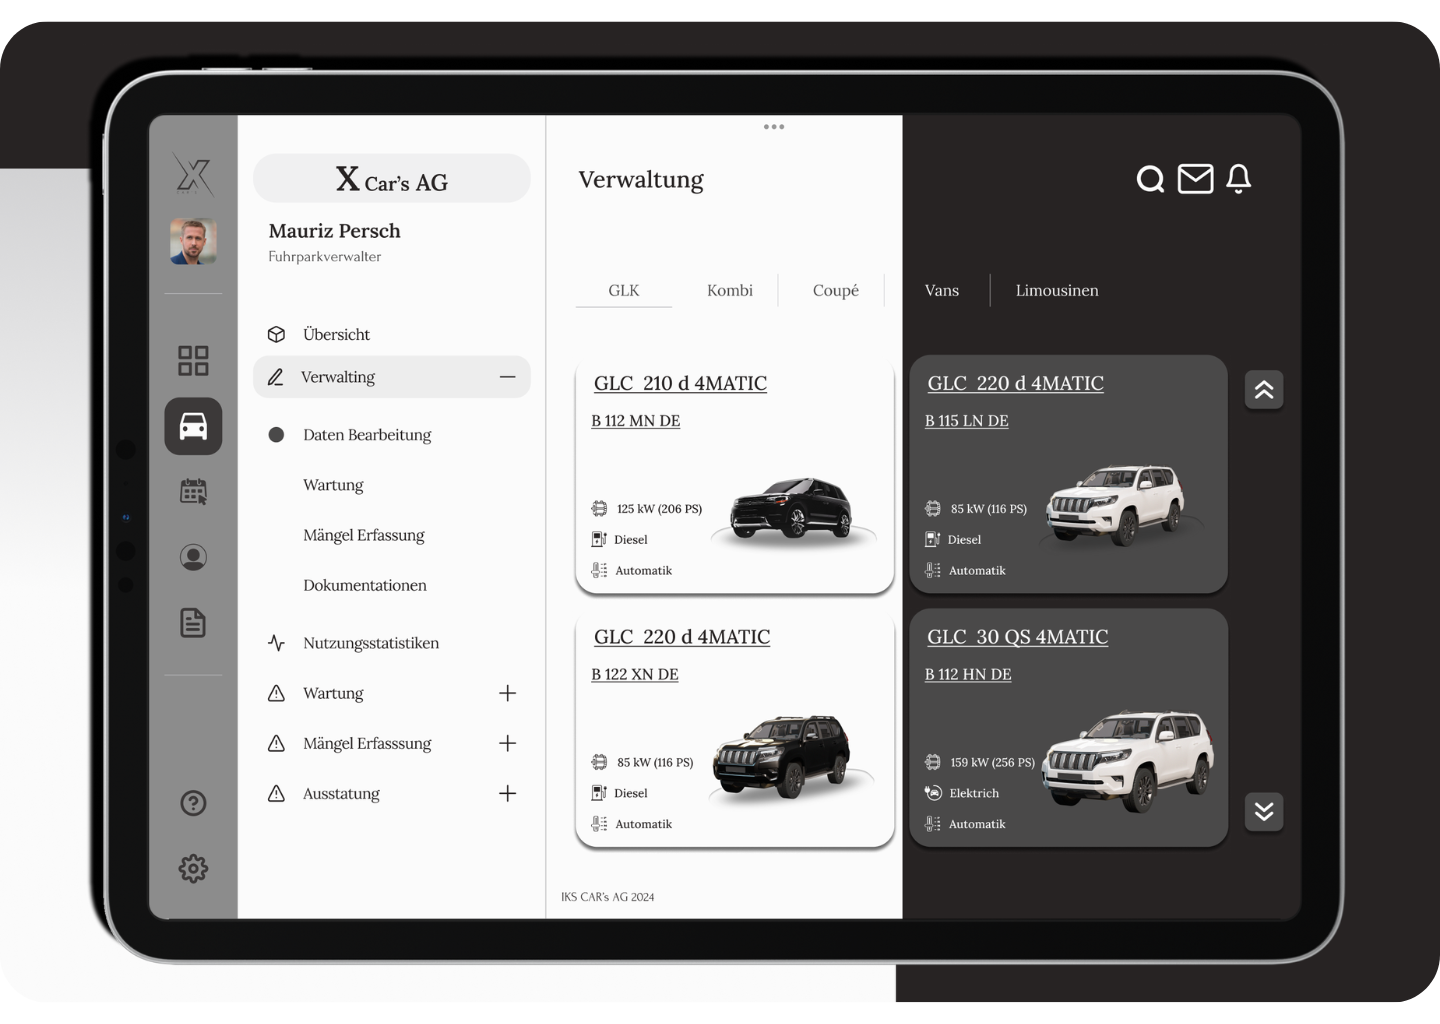 X Car's AG
Mauriz Persch
Fuhrparkverwalter
Übersicht
Verwalting
Daten Bearbeitung
Wartung
Mängel Erfassung
Dokumentationen
Nutzungsstatistiken
Wartung
Mängel Erfasssung
Ausstatung
Verwaltung
GLK Kombi Coupé Vans Limousinen
GLC 210 d 4MATIC
B 112 MN DE
125 kW (206 PS)
Diesel
Automatik
GLC 220 d 4MATIC
B 115 LN DE
85 kW (116 PS)
Diesel
Automatik
GLC 220 d 4MATIC
B 122 XN DE
85 kW (116 PS)
Diesel
Automatik
GLC 30 QS 4MATIC
B 112 HN DE
159 kW (256 PS)
Elektrich
Automatik
IKS CAR's AG 2024